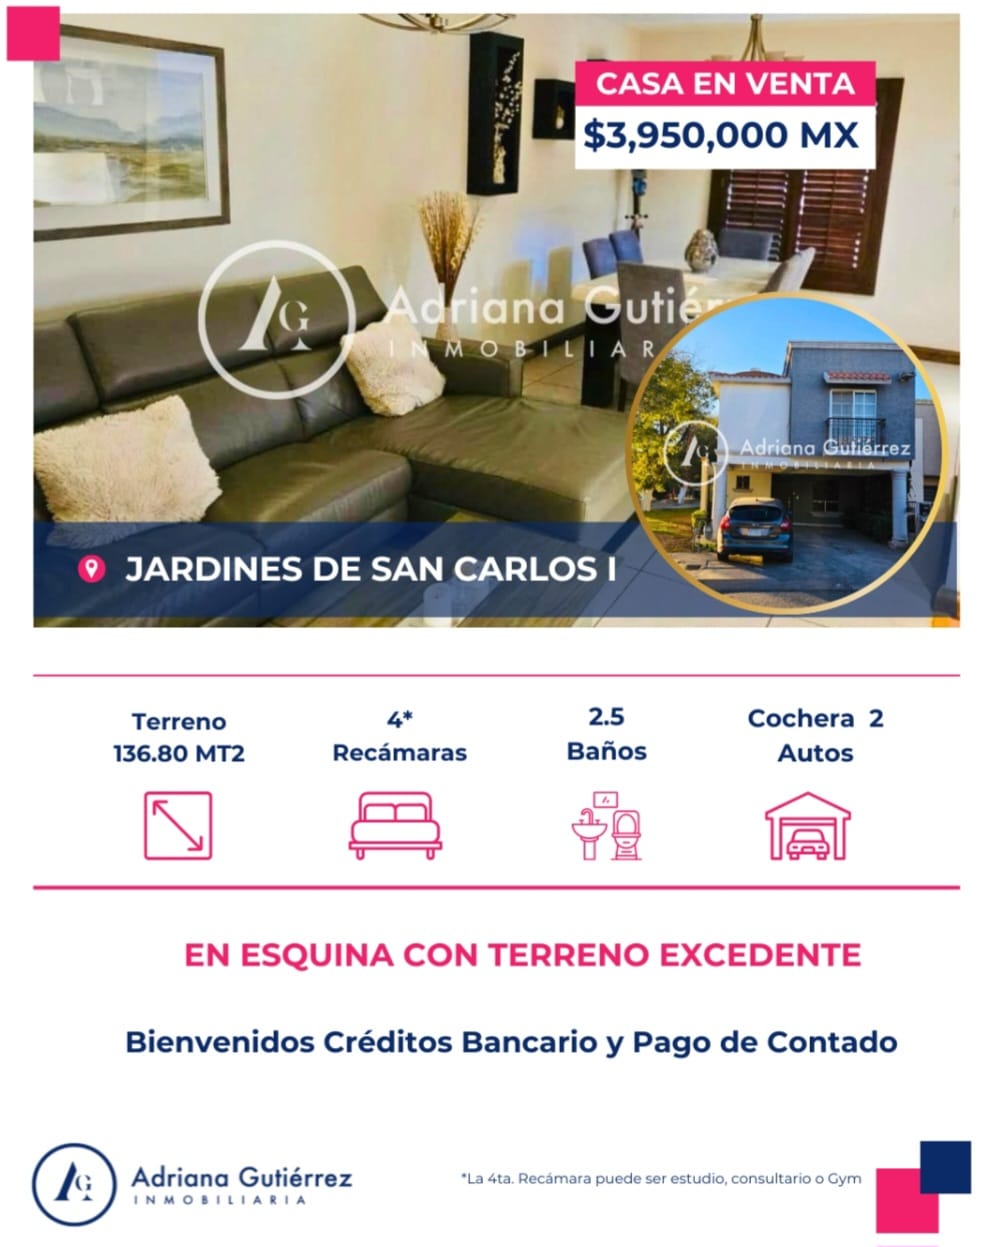 CASA EN VENTA
$3,950,000 MX
AG
Adriana Gutiérr
INMOBILIAR
AG
Adriana Gutiérrez
INMOBILIARIA
JARDINES DE SAN CARLOS I
Terreno
136.80 MT2
4*
Recámaras
2.5
Baños
Cochera 2
Autos
EN ESQUINA CON TERRENO EXCEDENTE
Bienvenidos Créditos Bancario y Pago de Contado
AG
Adriana Gutiérrez
INMOBILIARIA
*La 4ta. Recámara puede ser estudio, consultario o Gym